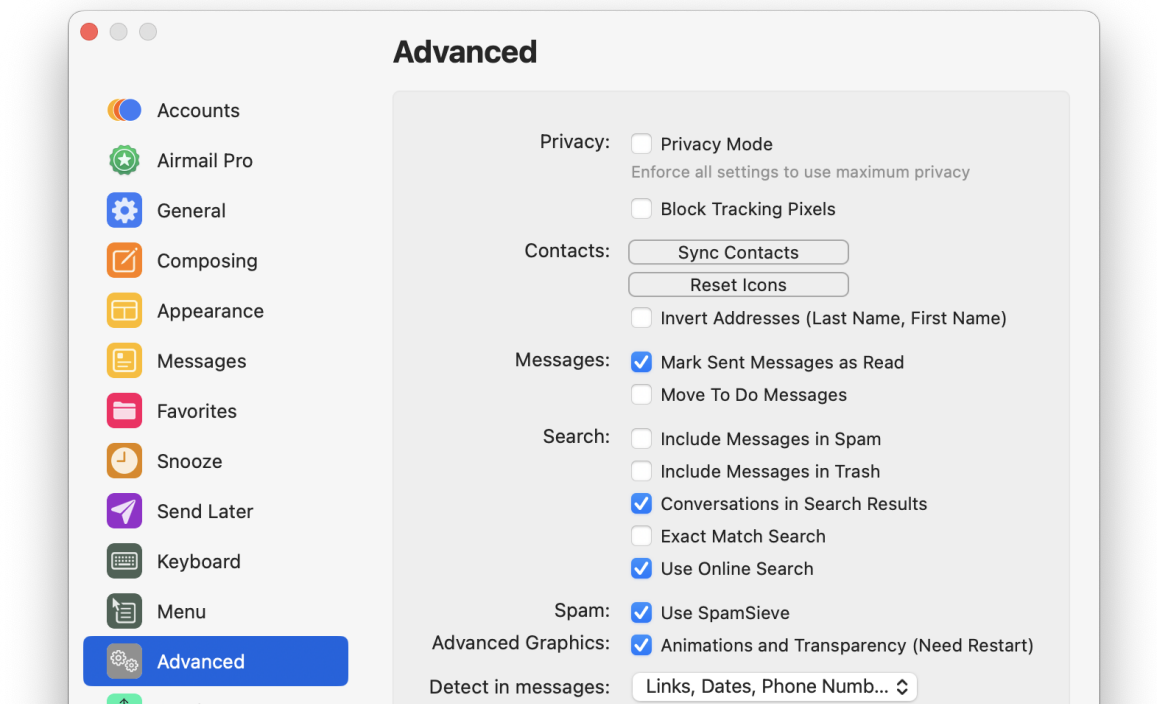 Advanced
Accounts
Airmail Pro
General
Composing
Appearance
Messages
Favorites
Snooze
Send Later
Keyboard
Menu
Advanced
Privacy: Privacy Mode
Enforce all settings to use maximum privacy
Block Tracking Pixels
Contacts: Sync Contacts
Reset Icons
Invert Addresses (Last Name, First Name)
Messages: Mark Sent Messages as Read
Move To Do Messages
Search: Include Messages in Spam
Include Messages in Trash
Conversations in Search Results
Exact Match Search
Use Online Search
Spam: Use SpamSieve
Advanced Graphics: Animations and Transparency (Need Restart)
Detect in messages: Links, Dates, Phone Numb...